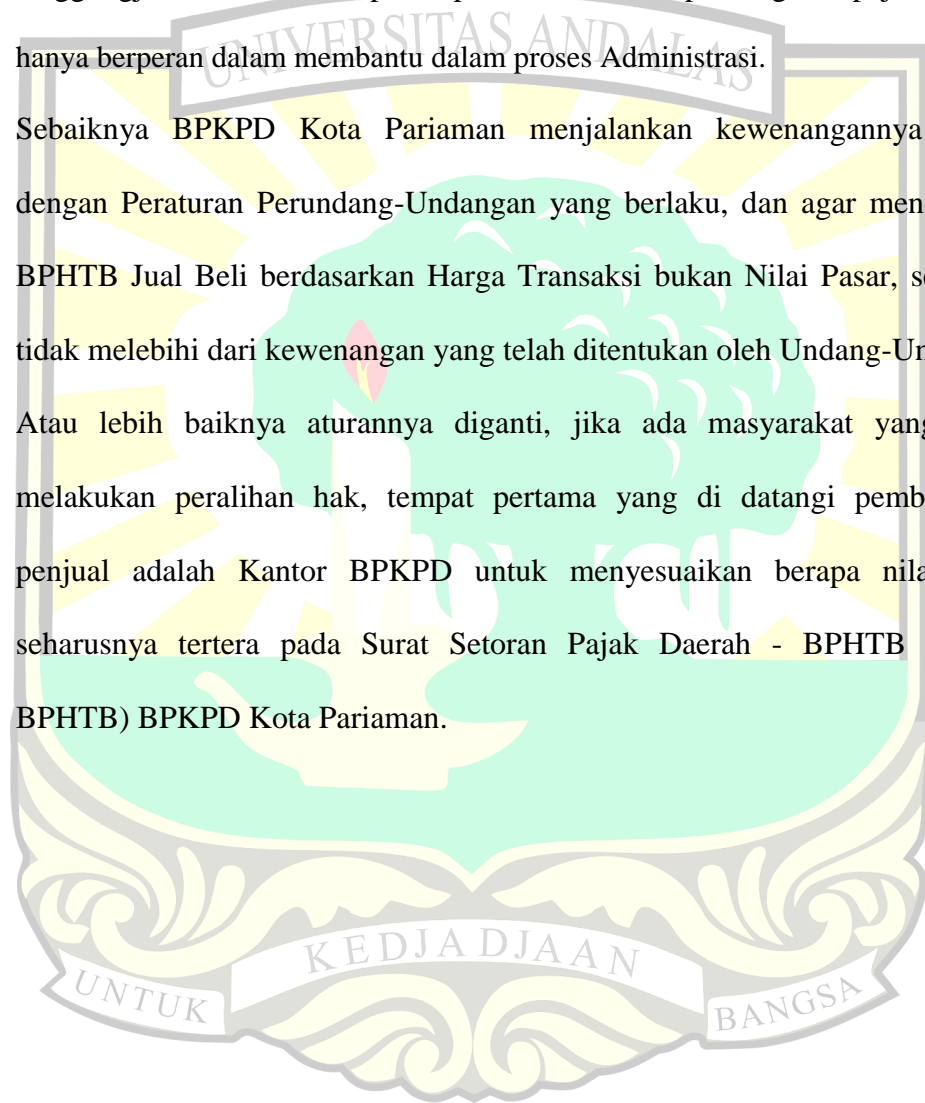 UNIVERSITAS ANDALAS
hanya berperan dalam membantu dalam proses Administrasi.
Sebaiknya BPKPD Kota Pariaman menjalankan kewenangannya
dengan Peraturan Perundang-Undangan yang berlaku, dan agar
BPHTB Jual Beli berdasarkan Harga Transaksi bukan Nilai Pasar,
tidak melebihi dari kewenangan yang telah ditentukan oleh
Atau lebih baiknya aturannya diganti, jika ada masyarakat yang
melakukan peralihan hak, tempat pertama yang di datangi
penjual adalah Kantor BPKPD untuk menyesuaikan berapa
seharusnya tertera pada Surat Setoran Pajak Daerah - BPHTB
BPHTB) BPKPD Kota Pariaman.
UNTUK KEDJADJAAN BANGSA